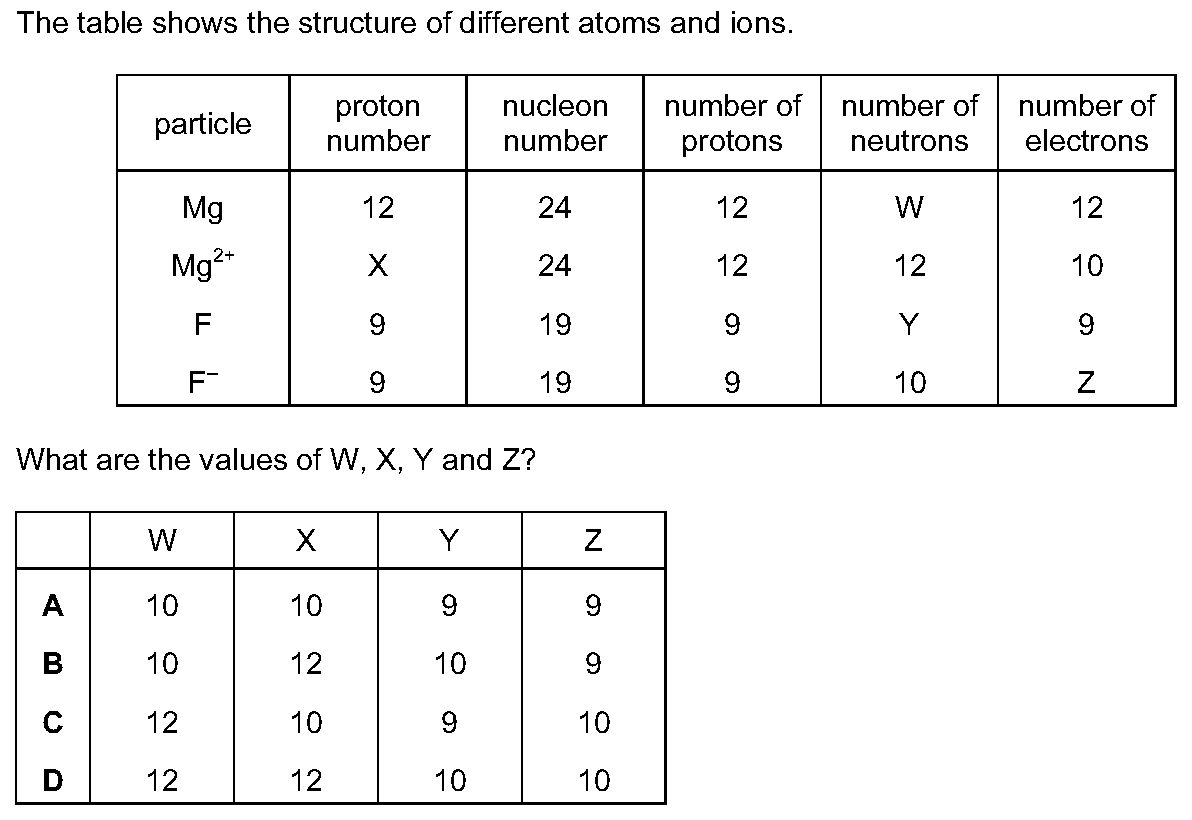 The table shows the structure of different atoms and ions.
particle proton number nucleon number number of protons number of neutrons number of electrons
Mg 12 24 12 W 12
Mg²⁺ X 24 12 12 10
F 9 19 9 Y 9
F⁻ 9 19 9 10 Z
What are the values of W, X, Y and Z?
W X Y Z
A 10 10 9 9
B 10 12 10 9
C 12 10 9 10
D 12 12 10 10